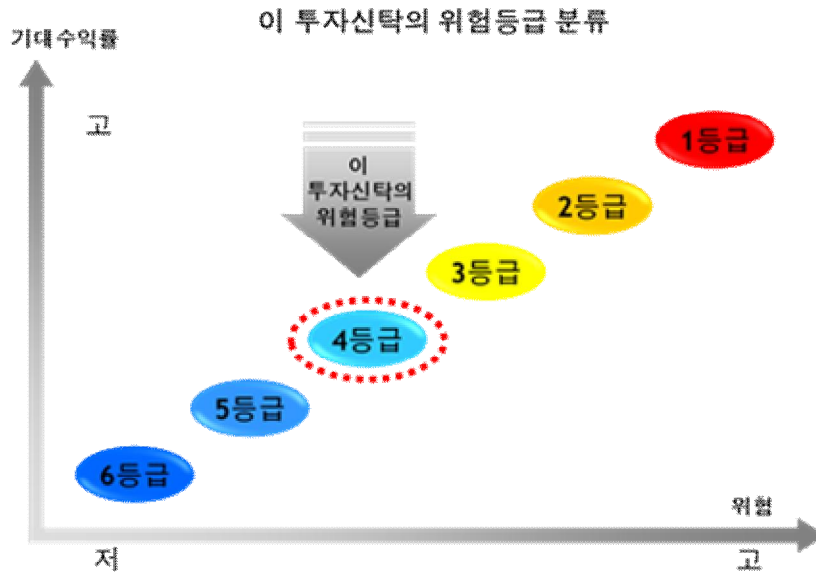 이 투자신탁의 위험등급 분류
기대수익률
고
1등급
이
투자신탁의
위험등급
2등급
3등급
4등급
5등급
6등급
위험
저
고